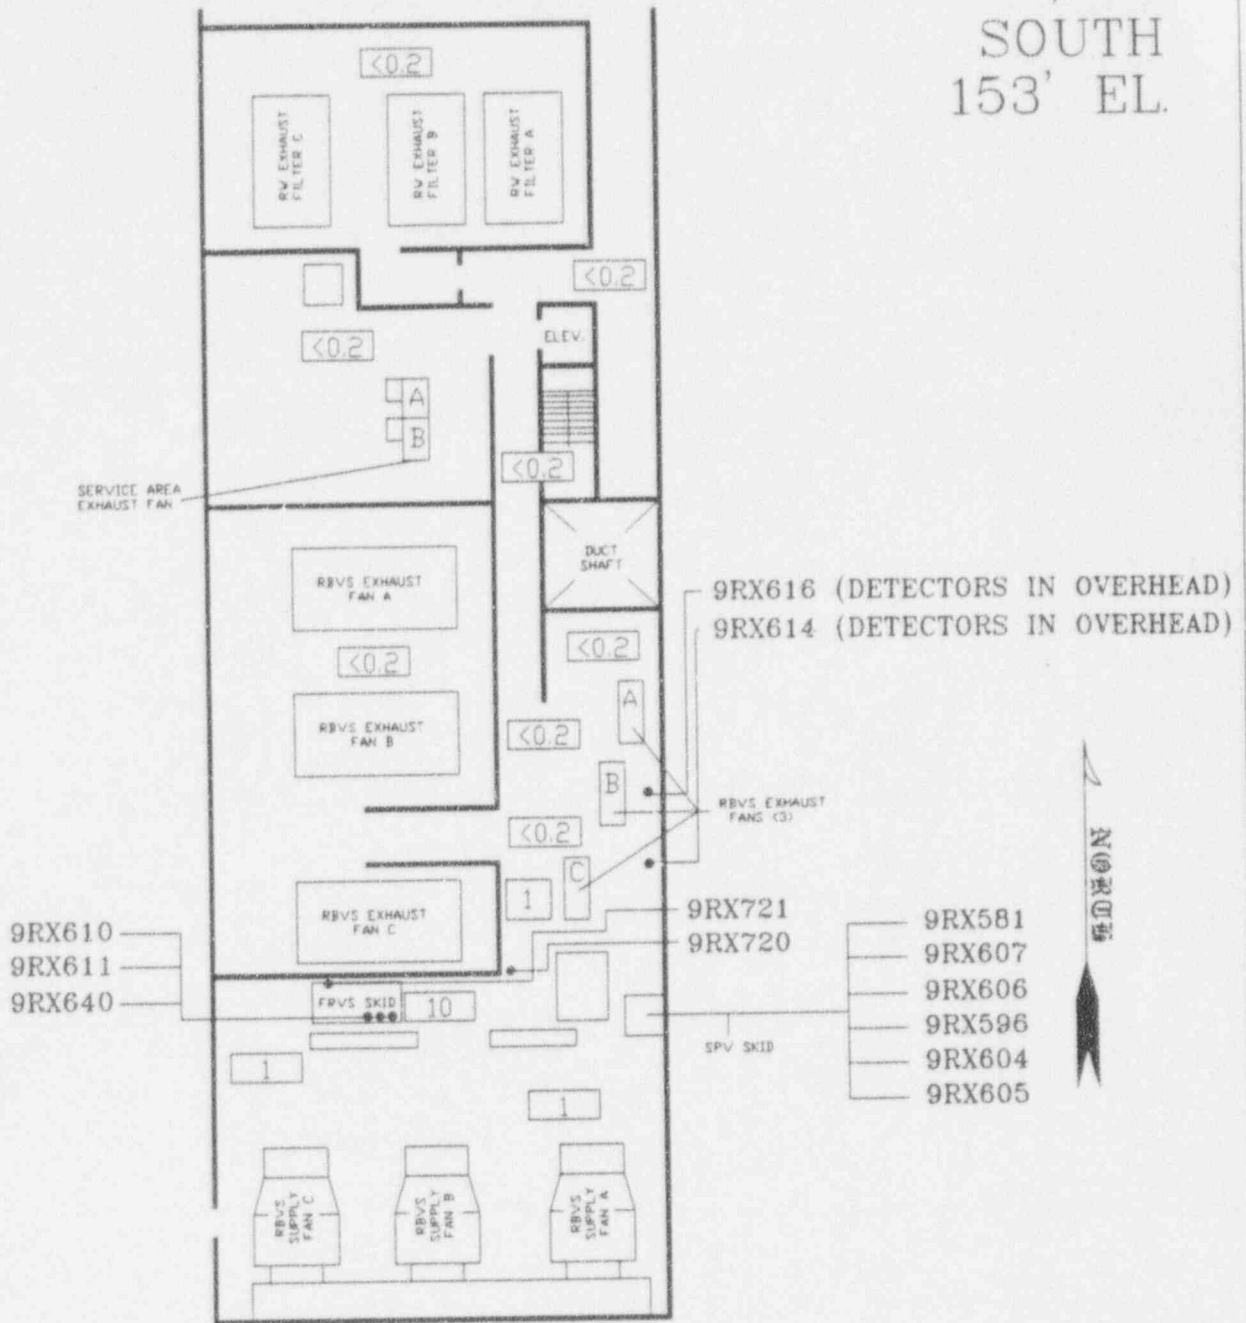 SOUTH
153' EL.
<0.2
RW EXHAUST
FILTER C
RW EXHAUST
FILTER B
RW EXHAUST
FILTER A
<0.2
<0.2
ELEV.
A
B
<0.2
SERVICE AREA
EXHAUST FAN
DUCT
SHAFT
RBVS EXHAUST
FAN A
9RX616 (DETECTORS IN OVERHEAD)
9RX614 (DETECTORS IN OVERHEAD)
<0.2
<0.2
A
RBVS EXHAUST
FAN B
<0.2
B
RBVS EXHAUST
FANS (3)
<0.2
C
1
RBVS EXHAUST
FAN C
9RX721
9RX720
9RX610
9RX611
9RX640
FRVS SKID
10
9RX581
9RX607
9RX606
9RX596
9RX604
9RX605
SPV SKID
NORTH
1
1
RBVS
SUPPLY
FAN C
RBVS
SUPPLY
FAN B
RBVS
SUPPLY
FAN A